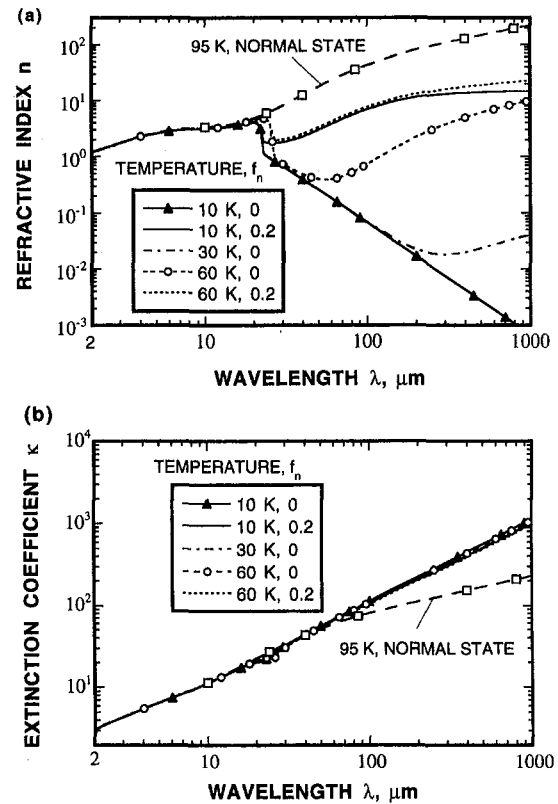 (a)
10²
10¹
10⁰
10⁻¹
10⁻²
10⁻³
REFRACTIVE INDEX n
95 K, NORMAL STATE
TEMPERATURE, fₙ
10 K, 0
10 K, 0.2
30 K, 0
60 K, 0
60 K, 0.2
2
10
100
1000
WAVELENGTH λ, μm
(b)
10⁴
10³
10²
10¹
EXTINCTION COEFFICIENT κ
TEMPERATURE, fₙ
10 K, 0
10 K, 0.2
30 K, 0
60 K, 0
60 K, 0.2
95 K, NORMAL STATE
2
10
100
1000
WAVELENGTH λ, μm